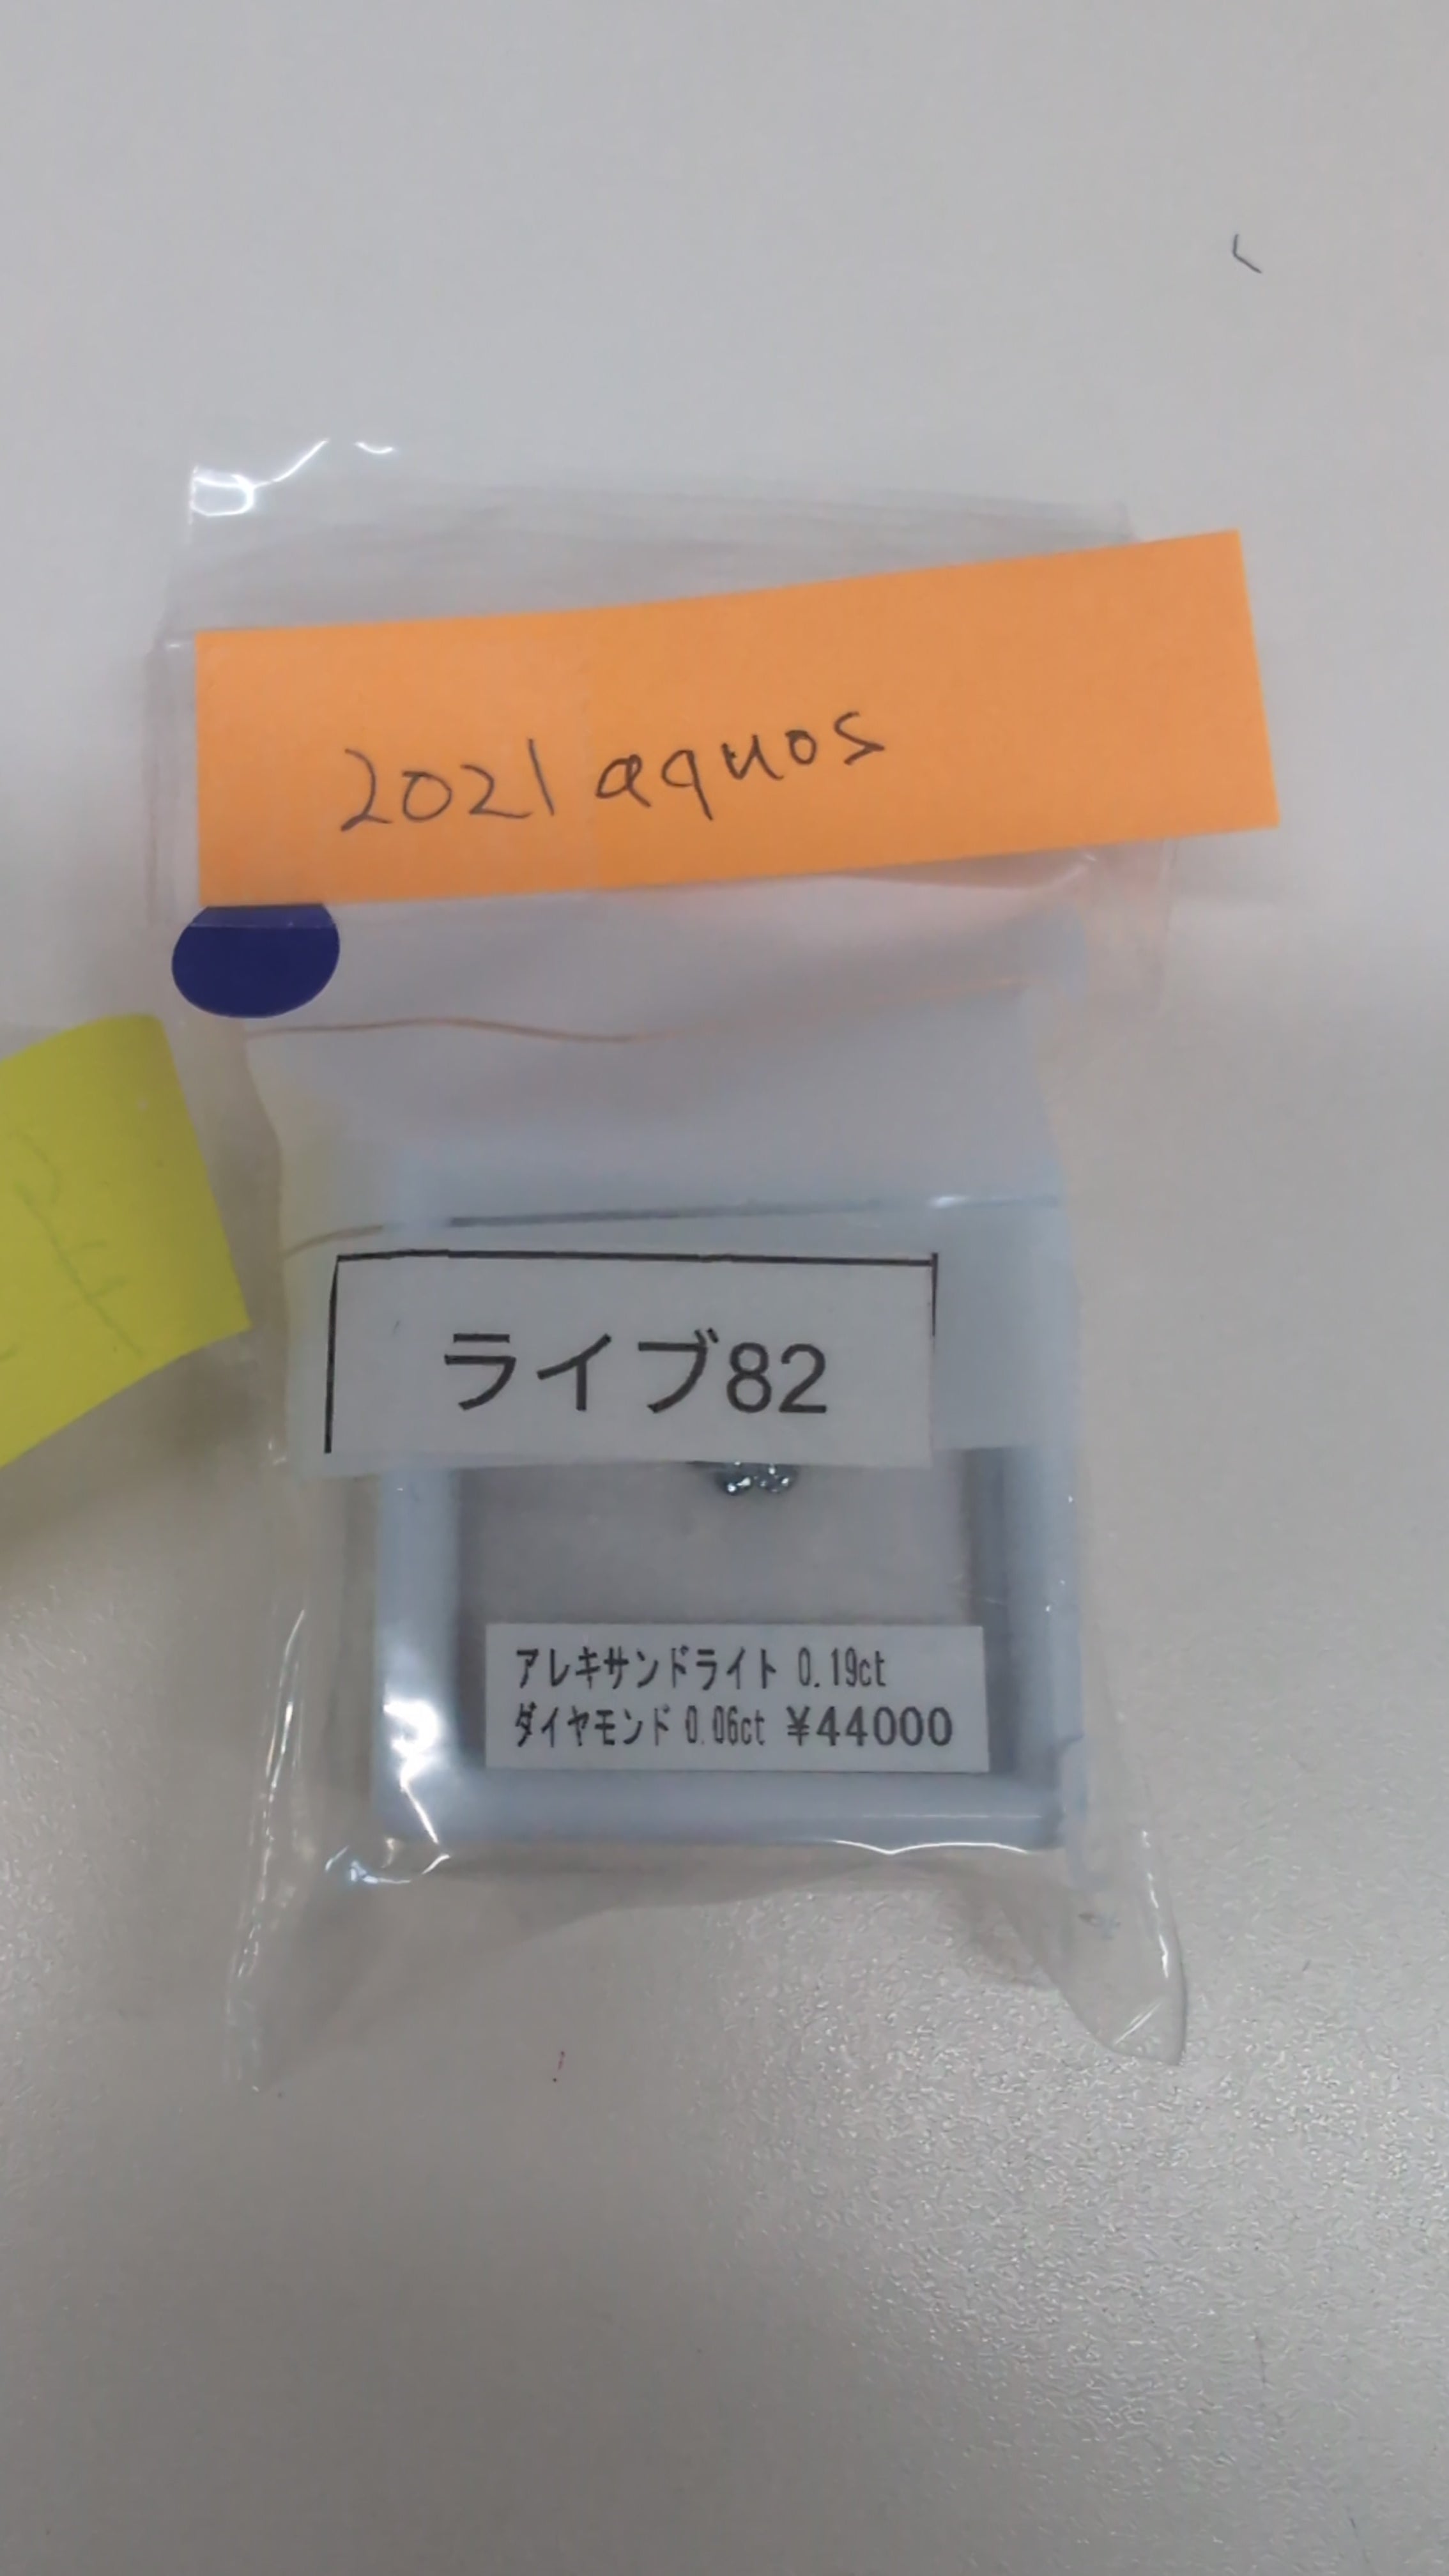 2021 aquos
ライブ82
アレキサンドライト 0.19ct
ダイヤモンド 0.06ct ¥44000